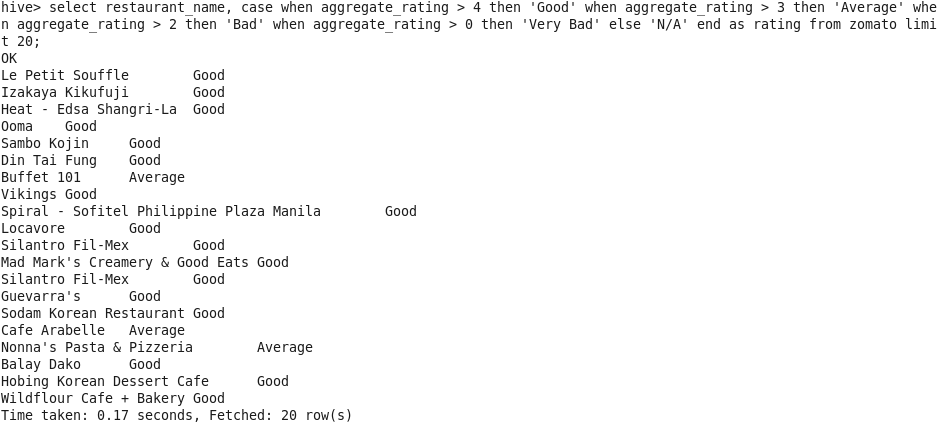 hive> select restaurant_name, case when aggregate_rating > 4 then 'Good' when aggregate_rating > 3 then 'Average' whe
n aggregate_rating > 2 then 'Bad' when aggregate_rating > 0 then 'Very Bad' else 'N/A' end as rating from zomato limi
t 20;
OK
Le Petit Souffle        Good
Izakaya Kikufuji        Good
Heat - Edsa Shangri-La  Good
Ooma    Good
Sambo Kojin     Good
Din Tai Fung    Good
Buffet 101      Average
Vikings Good
Spiral - Sofitel Philippine Plaza Manila        Good
Locavore        Good
Silantro Fil-Mex        Good
Mad Mark's Creamery & Good Eats Good
Silantro Fil-Mex        Good
Guevarra's      Good
Sodam Korean Restaurant Good
Cafe Arabelle   Average
Nonna's Pasta & Pizzeria        Average
Balay Dako      Good
Hobing Korean Dessert Cafe      Good
Wildflour Cafe + Bakery Good
Time taken: 0.17 seconds, Fetched: 20 row(s)